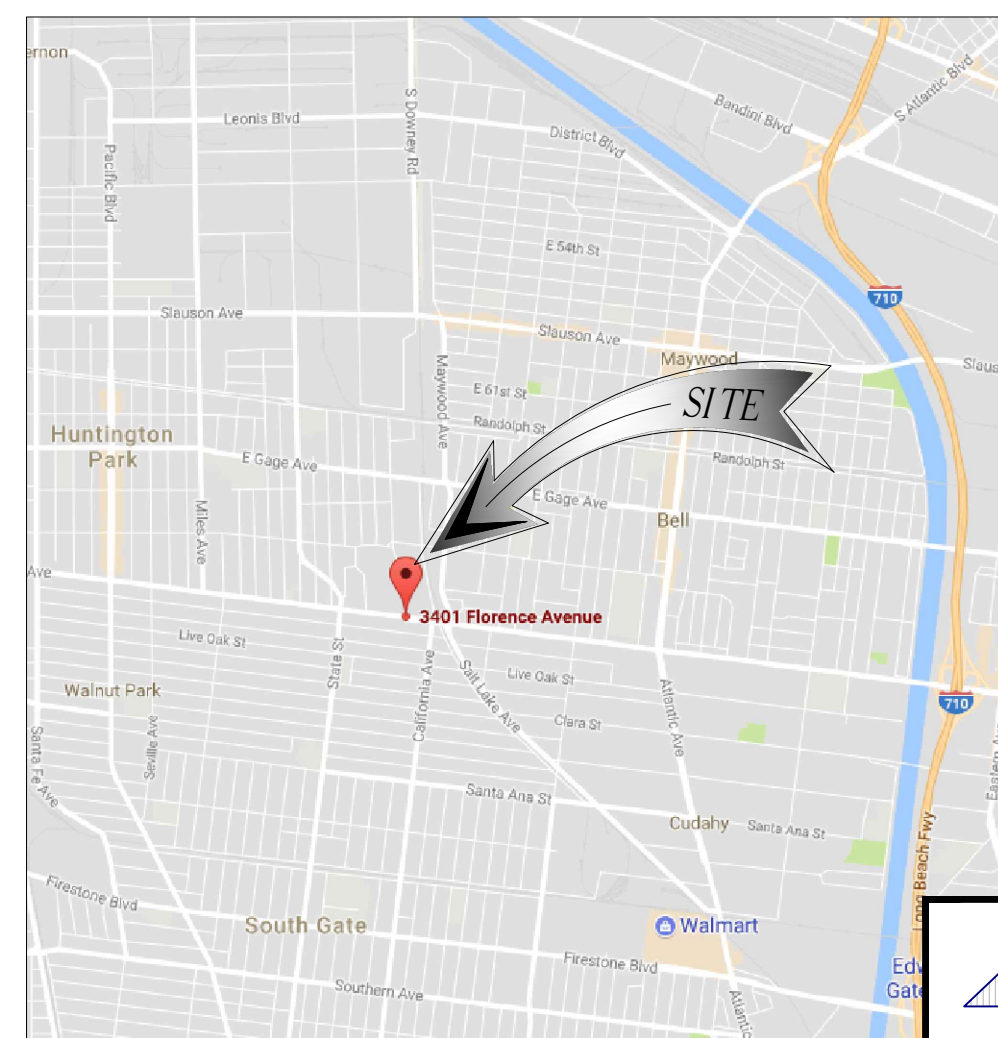 ernon
Leonis Blvd
S Downey Rd
Pacific Blvd
District Blvd
Bandini Blvd
S Atlantic Blvd
E 54th St
710
Slauson Ave
Slauson Ave
Maywood
Slaus
Maywood Ave
E 61st St
SITE
Randolph St
Huntington
Park
E Gage Ave
Randolph St
Miles Ave
E Gage Ave
Bell
Ave
3401 Florence Avenue
Live Oak St
State St
California Ave
Salt Lake Ave
Live Oak St
Walnut Park
Atlantic Ave
710
Clara St
Santa Fe Ave
Seville Ave
Eastern Av
Santa Ana St
Cudahy
Santa Ana St
Long Beach Fwy
Firestone Blvd
South Gate
Walmart
Firestone Blvd
Edw
Gate
Southern Ave
Atlantic